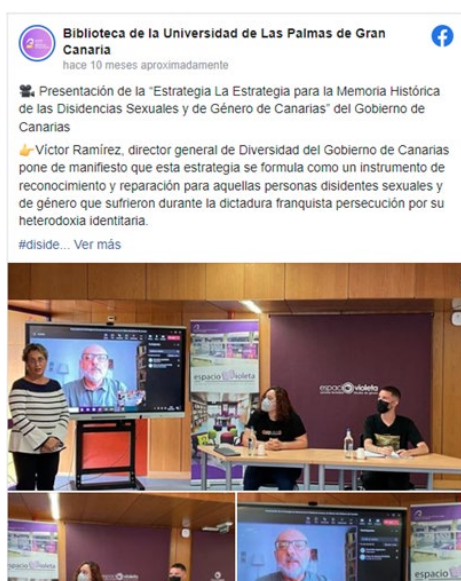 Biblioteca de la Universidad de Las Palmas de Gran
Canaria
hace 10 meses aproximadamente
Presentación de la "Estrategia La Estrategia para la Memoria Histórica
de las Disidencias Sexuales y de Género de Canarias" del Gobierno de
Canarias
Víctor Ramírez, director general de Diversidad del Gobierno de Canarias
pone de manifiesto que esta estrategia se formula como un instrumento de
reconocimiento y reparación para aquellas personas disidentes sexuales y
de género que sufrieron durante la dictadura franquista persecución por su
heterodoxia identitaria.
#diside... Ver más
espacio violeta
espacio violeta
espacio